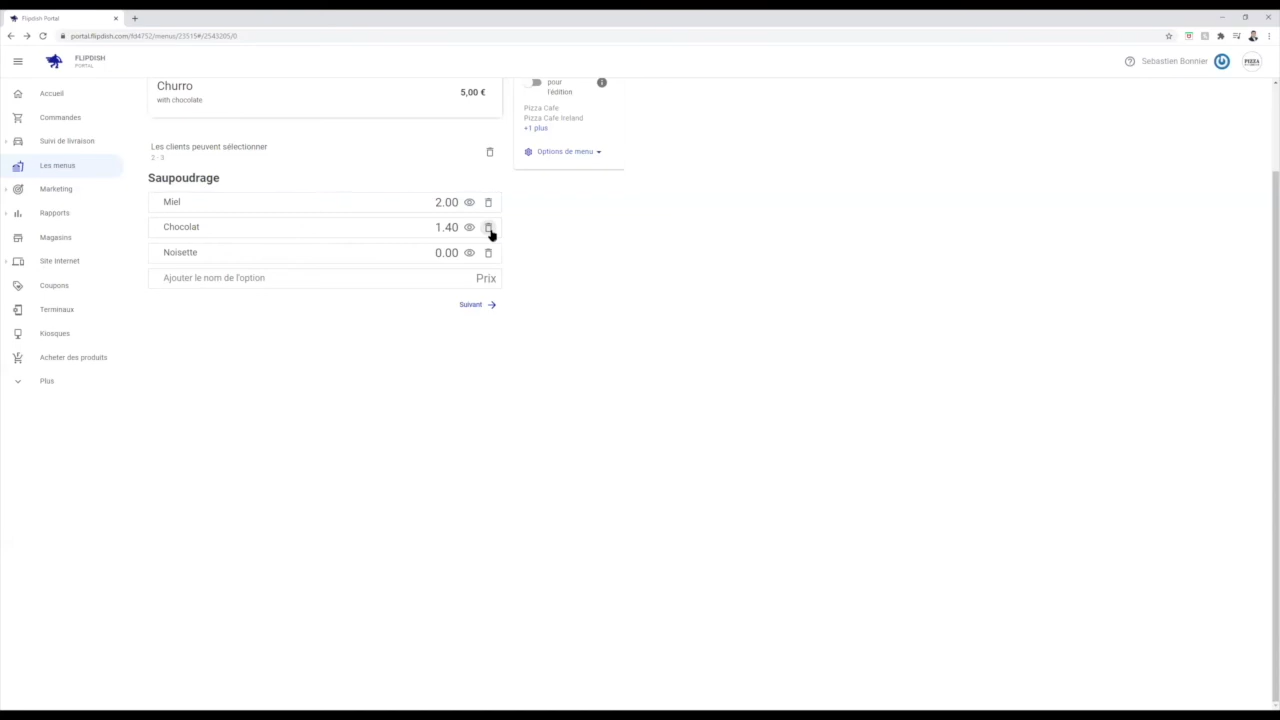 Flipdish Portal
portal.flipdish.com/fd4752/menus/23515#/2543205/0
FLIPDISH
PORTAL
Sebastien Bonnier
PIZZA
Accueil
Commandes
Suivi de livraison
Les menus
Marketing
Rapports
Magasins
Site Internet
Coupons
Terminaux
Kiosques
Acheter des produits
Plus
Churro
with chocolate
5,00 €
Les clients peuvent sélectionner
2 - 3
Saupoudrage
Miel 2.00
Chocolat 1.40
Noisette 0.00
Ajouter le nom de l'option Prix
Suivant
pour
l'édition
Pizza Cafe
Pizza Cafe Ireland
+1 plus
Options de menu